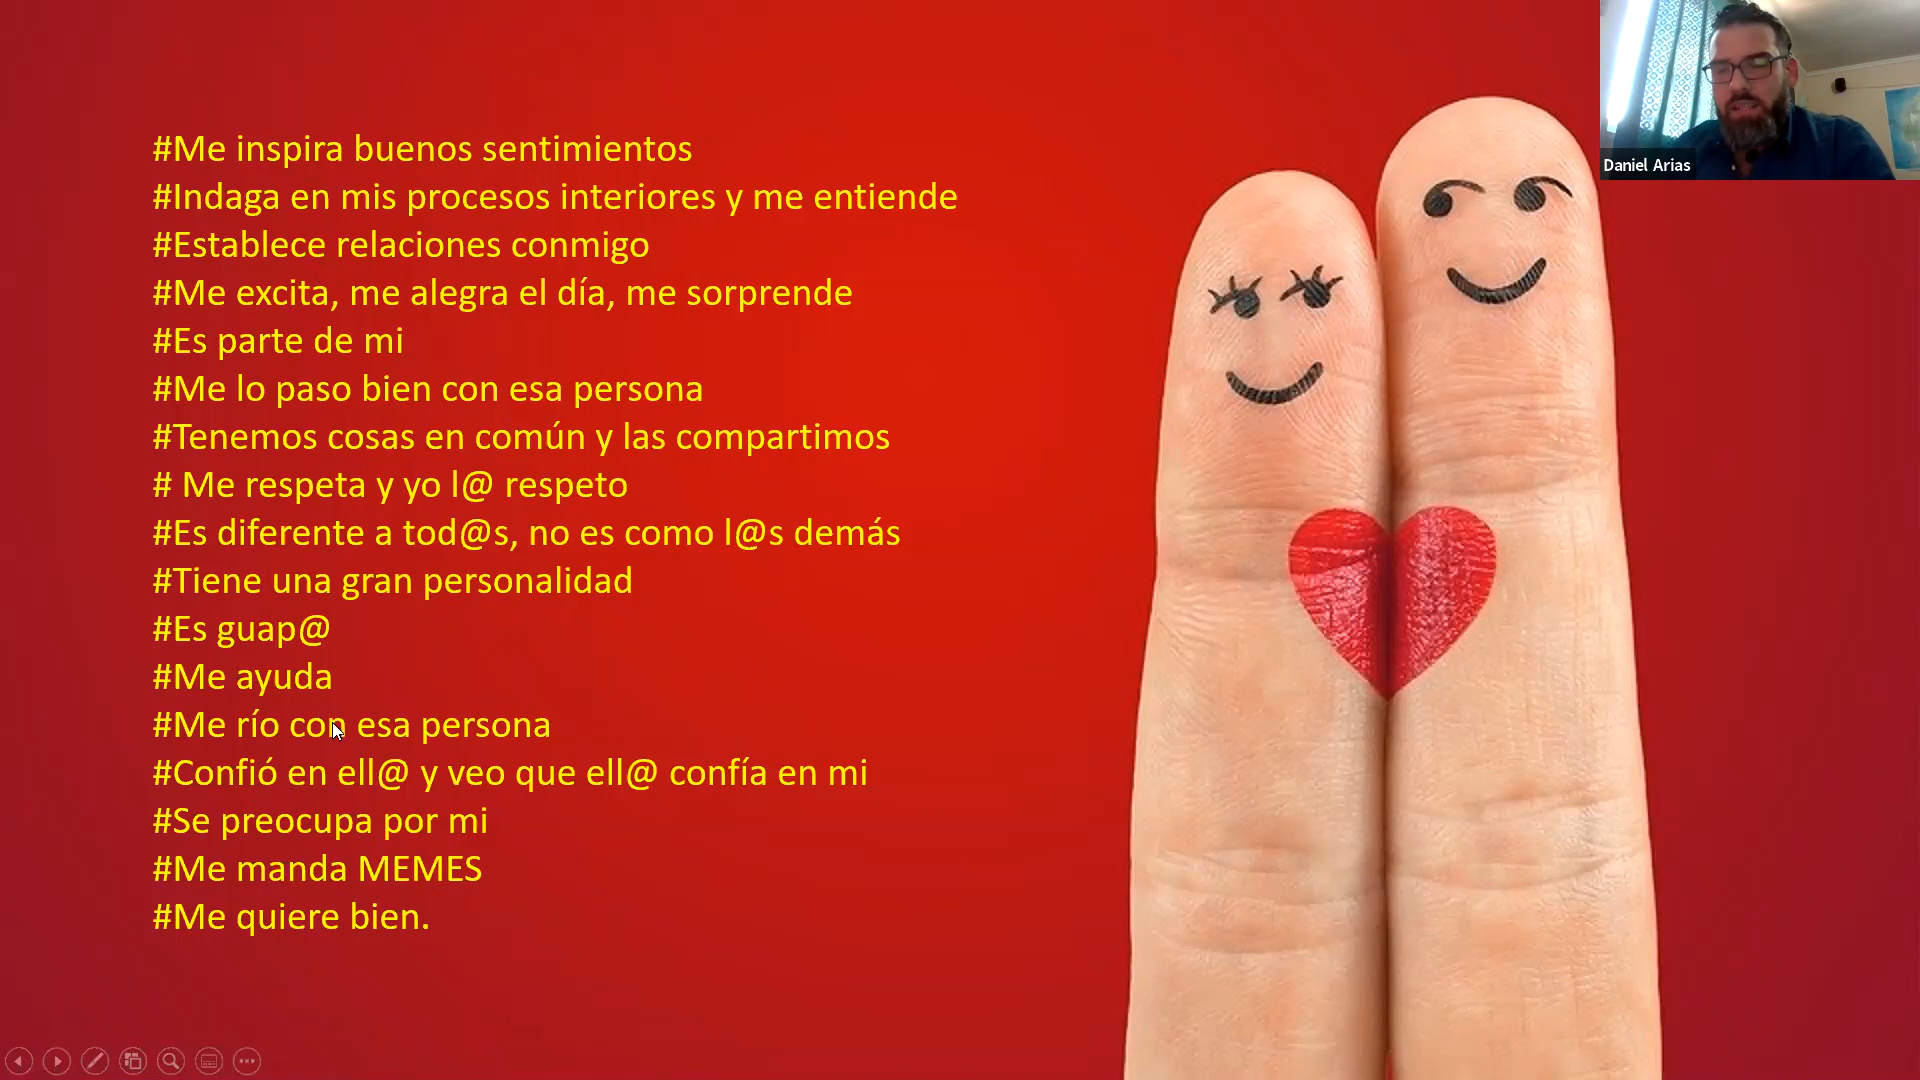 #Me inspira buenos sentimientos
#Indaga en mis procesos interiores y me entiende
#Establece relaciones conmigo
#Me excita, me alegra el día, me sorprende
#Es parte de mi
#Me lo paso bien con esa persona
#Tenemos cosas en común y las compartimos
# Me respeta y yo l@ respeto
#Es diferente a tod@s, no es como l@s demás
#Tiene una gran personalidad
#Es guap@
#Me ayuda
#Me río con esa persona
#Confió en ell@ y veo que ell@ confía en mi
#Se preocupa por mi
#Me manda MEMES
#Me quiere bien.
Daniel Arias